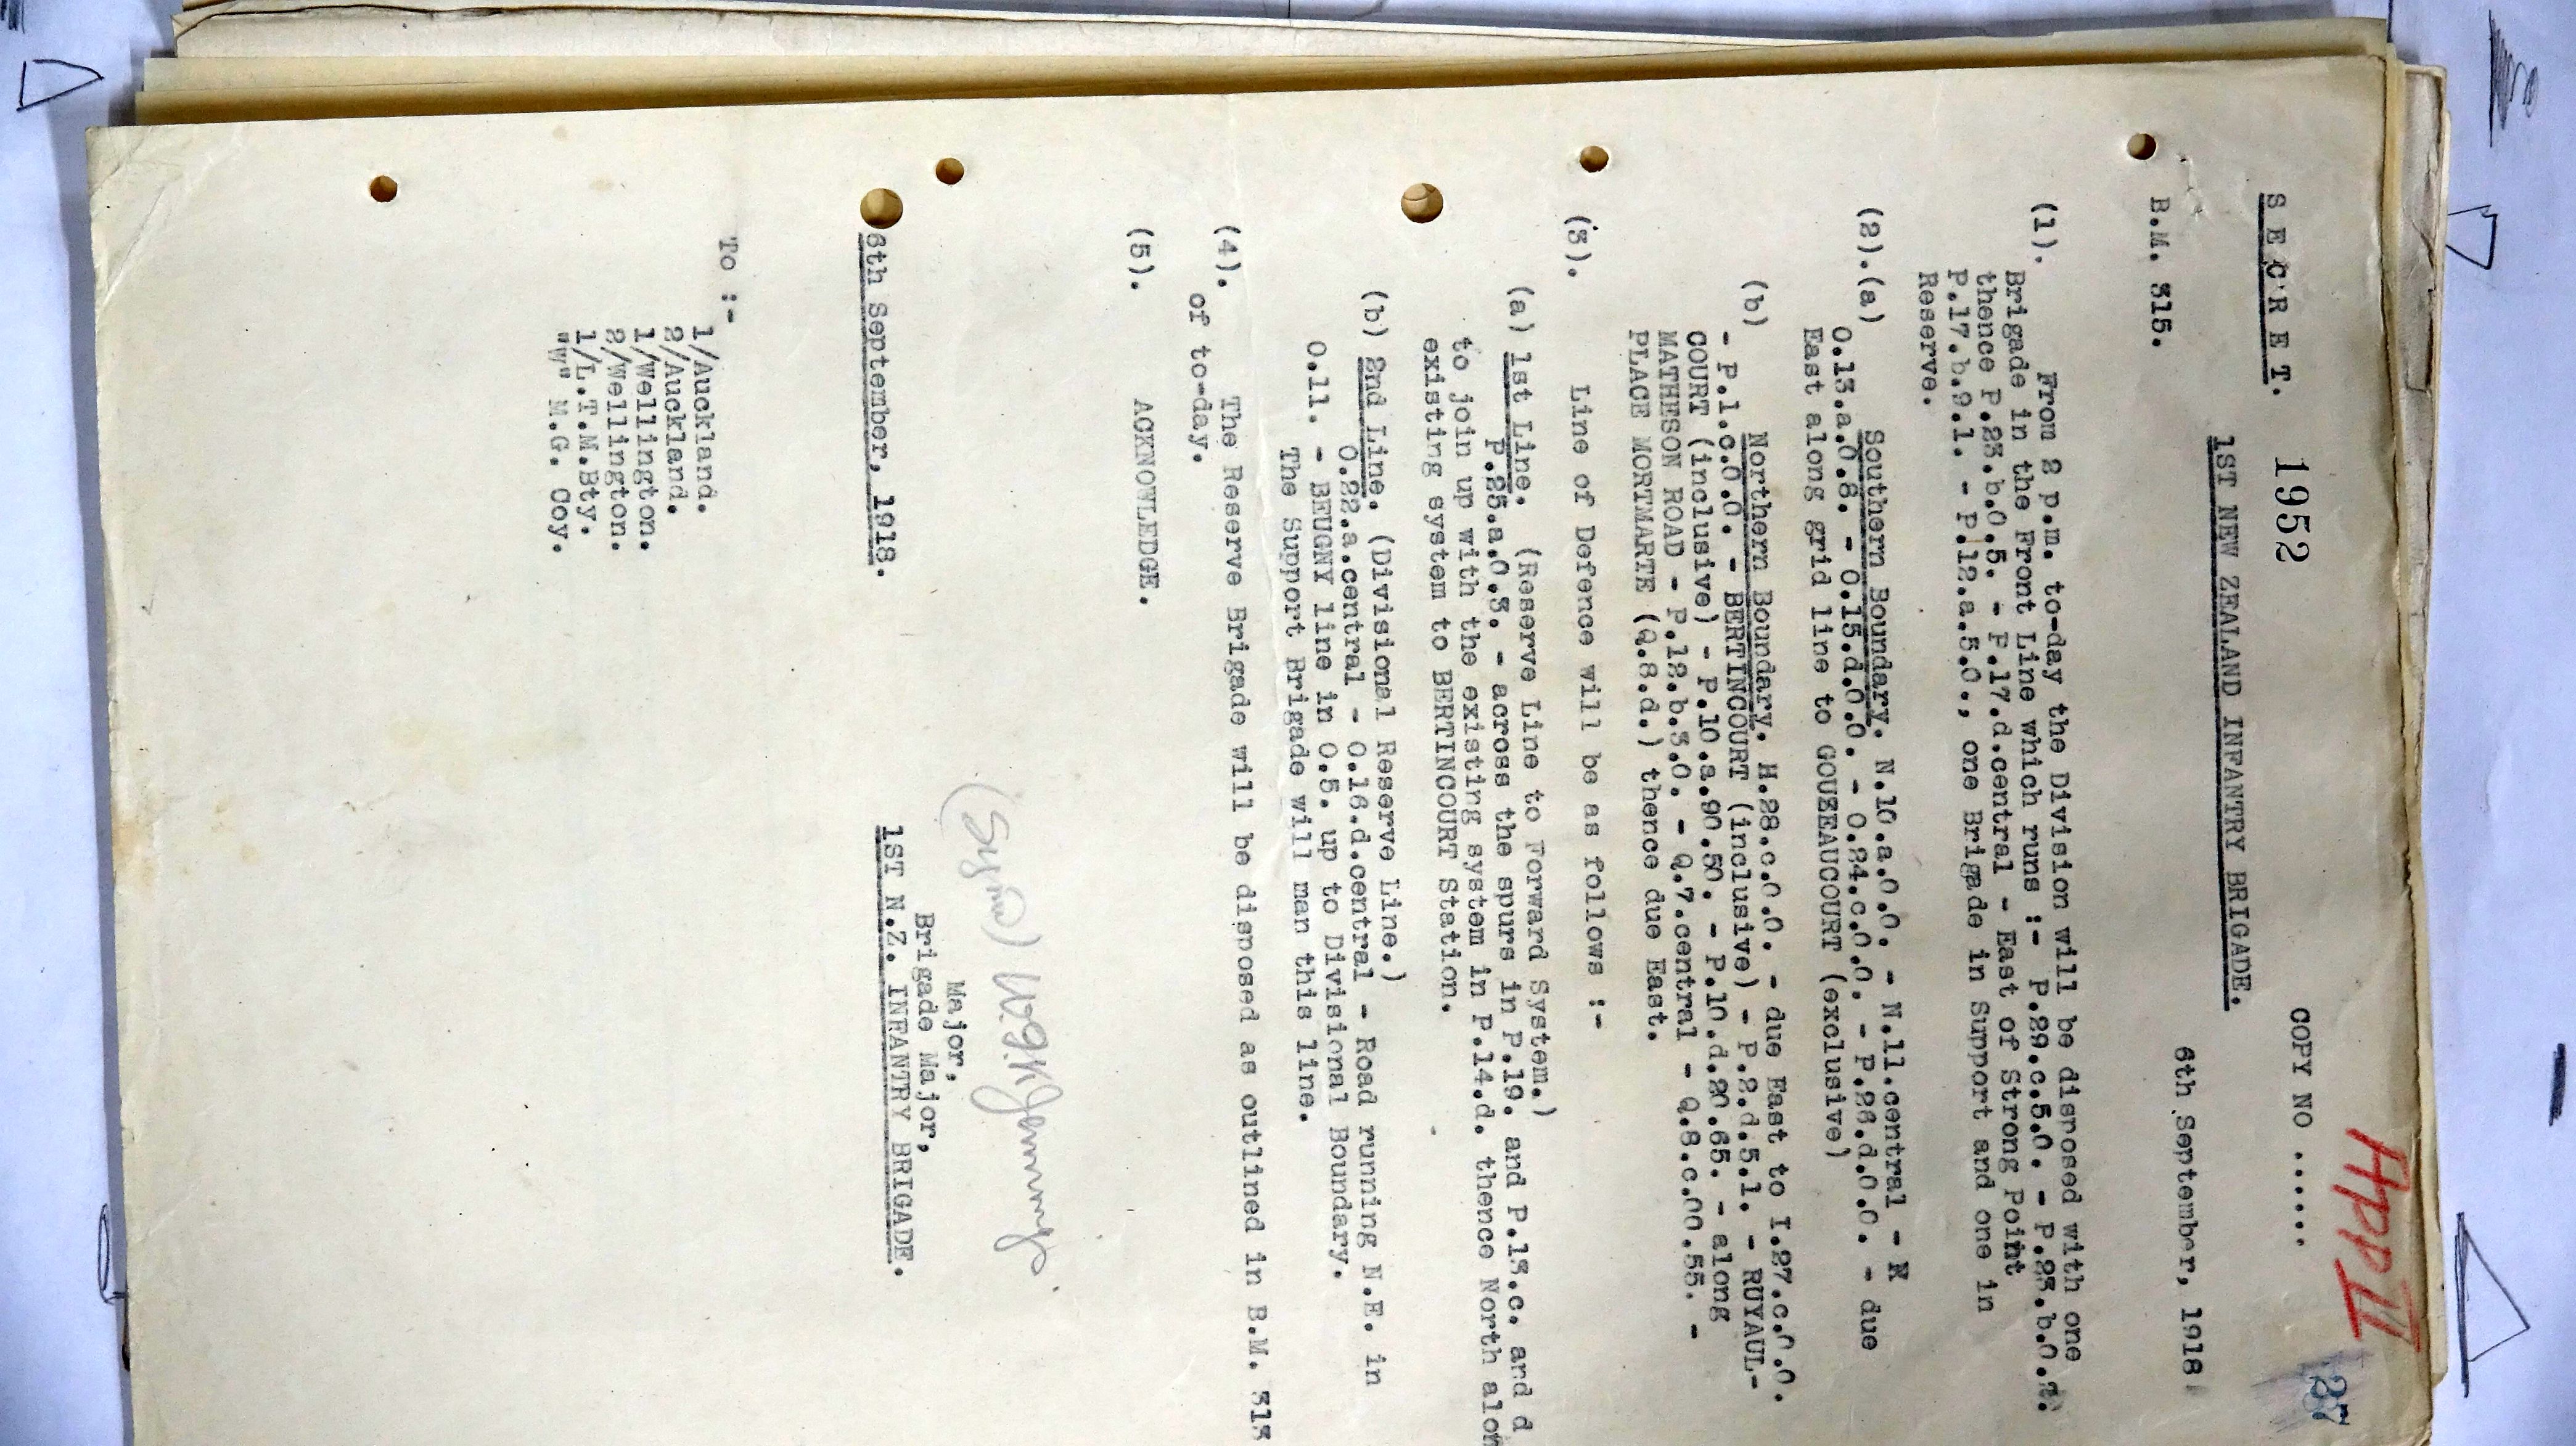 App II
37
S E C R E T. 1952 COPY NO ......
1ST NEW ZEALAND INFANTRY BRIGADE.
B.M. 315. 6th September, 1918
(1). From 2 p.m. to-day the Division will be disposed with one
Brigade in the Front Line which runs :- P.29.c.5.0. - P.23.b.0.2.
thence P.23.b.0.5. - P.17.d.central - East of Strong Point
P.17.b.9.1. - P.12.a.5.0., one Brigade in Support and one in
Reserve.
(2).(a) Southern Boundary. N.10.a.0.0. - N.11.central - N
O.13.a.0.8. - O.15.d.0.0. - O.24.c.0.0. - P.26.d.0.0. - due
East along grid line to GOUZEAUCOURT (exclusive)
(b) Northern Boundary. H.28.c.0.0. - due East to I.27.c.0.0.
- P.1.c.0.0. - BERTINCOURT (inclusive) - P.2.d.5.1. - RUYAUL-
COURT (inclusive) - P.10.a.90.50. - P.10.d.20.65. - along
MATHESON ROAD - P.12.b.3.0. - Q.7.central - Q.8.c.00.55. -
PLACE MORTMARTE (Q.8.d.) thence due East.
(3). Line of Defence will be as follows :-
(a) 1st Line. (Reserve Line to Forward System.)
P.25.a.0.3. - across the spurs in P.19. and P.13.c. and d
to join up with the existing system in P.14.d. thence North alon
existing system to BERTINCOURT Station.
(b) 2nd Line. (Divisional Reserve Line.)
O.22.a.central - O.16.d.central - Road running N.E. in
O.11. - BEUGNY Line in O.5. up to Divisional Boundary.
The Support Brigade will man this line.
(4). The Reserve Brigade will be disposed as outlined in B.M. 313
of to-day.
(5). ACKNOWLEDGE.
(Signed)
Major,
Brigade Major,
6th September, 1918. 1ST N.Z. INFANTRY BRIGADE.
To :-
1/Auckland.
2/Auckland.
1/Wellington.
2/Wellington.
1/L.T.M.Bty.
"W" M.G. Coy.